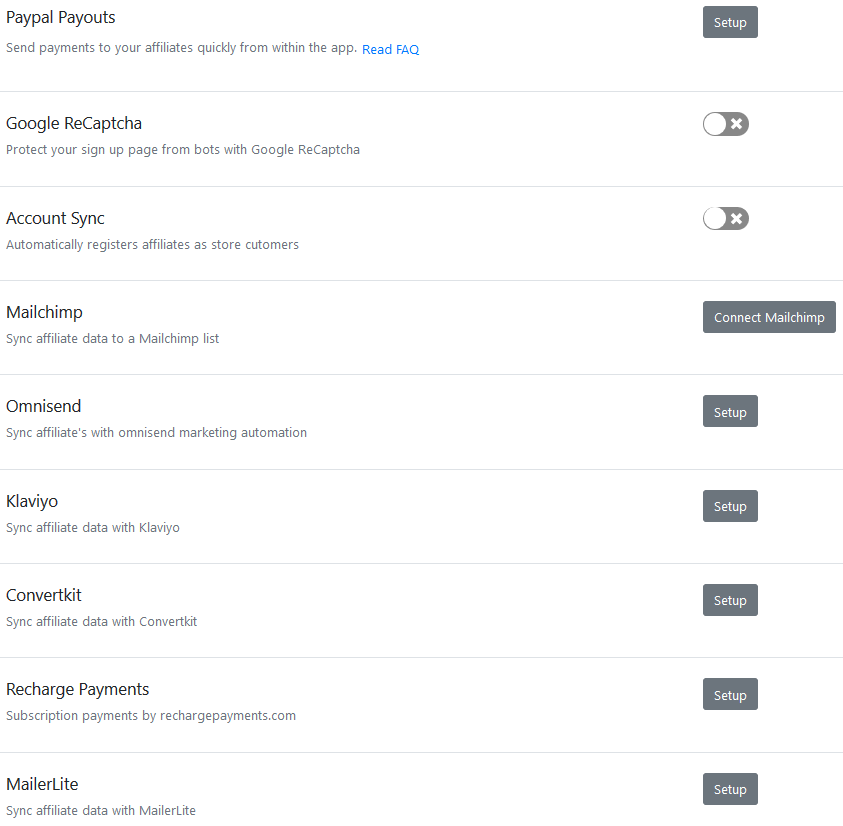 Paypal Payouts
Setup
Send payments to your affiliates quickly from within the app. Read FAQ
Google ReCaptcha
Protect your sign up page from bots with Google ReCaptcha
Account Sync
Automatically registers affiliates as store cutomers
Mailchimp
Connect Mailchimp
Sync affiliate data to a Mailchimp list
Omnisend
Setup
Sync affiliate's with omnisend marketing automation
Klaviyo
Setup
Sync affiliate data with Klaviyo
Convertkit
Setup
Sync affiliate data with Convertkit
Recharge Payments
Setup
Subscription payments by rechargepayments.com
MailerLite
Setup
Sync affiliate data with MailerLite